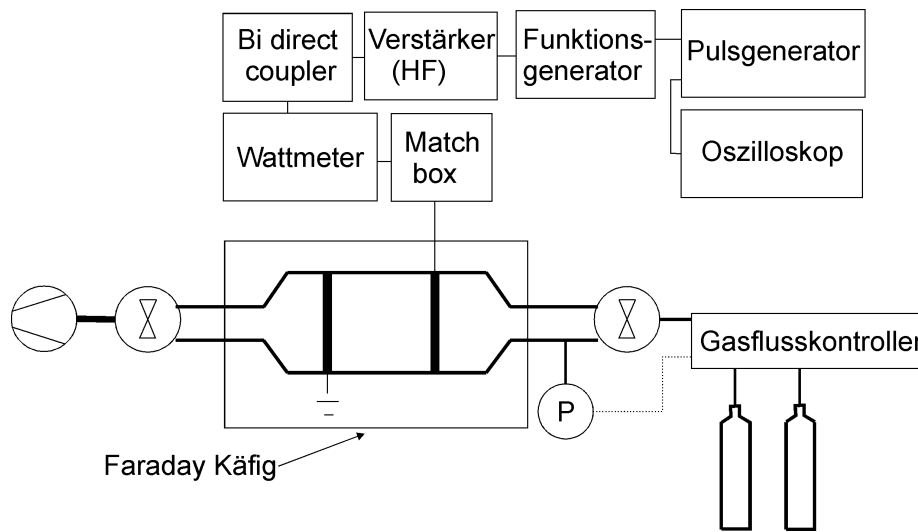 Bi direct
coupler
Verstärker
(HF)
Funktions-
generator
Pulsgenerator
Wattmeter
Match
box
Oszilloskop
Gasflusskontroller
P
Faraday Käfig